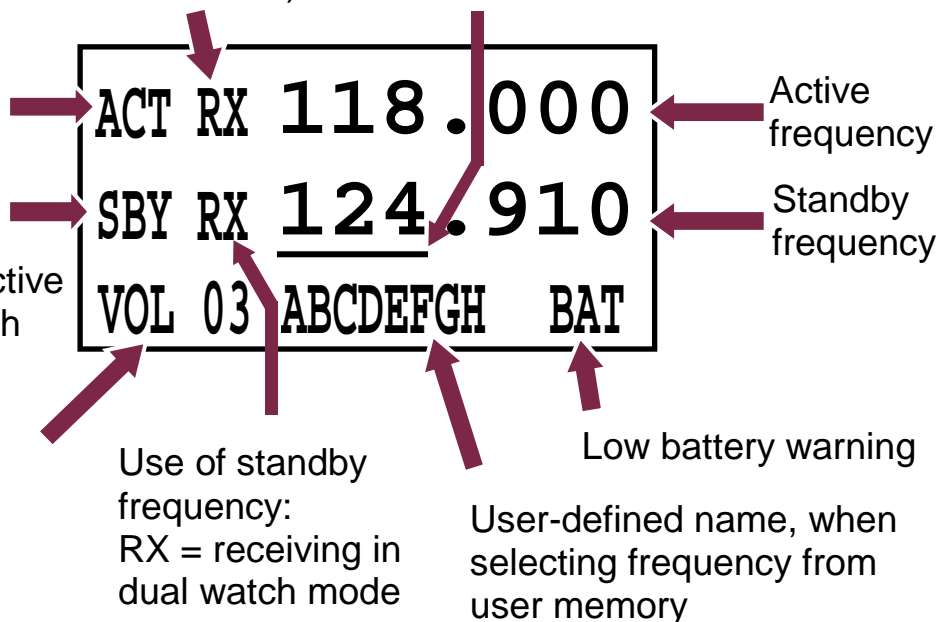 ACT RX 118.000
Active
frequency
SBY RX 124.910
Standby
frequency
VOL 03 ABCDEFGH BAT
Use of standby
frequency:
RX = receiving in
dual watch mode
Low battery warning
User-defined name, when
selecting frequency from
user memory